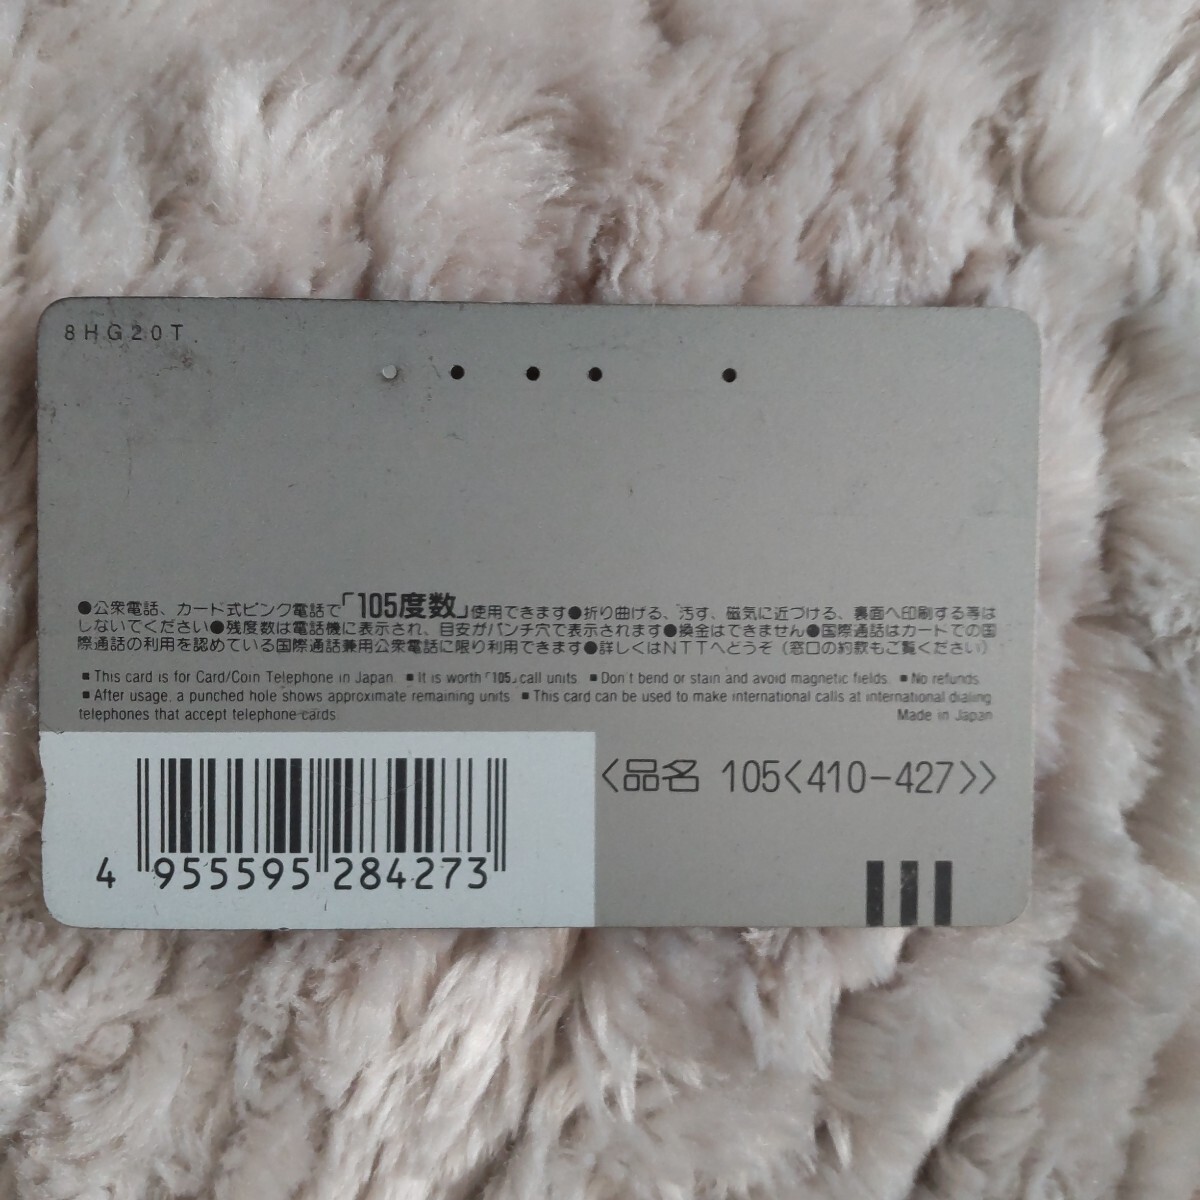 8HG20T.
●公衆電話、カード式ピンク電話で「105度数」使用できます●折り曲げる、汚す、磁気に近づける、裏面へ印刷する等は
しないでください●残度数は電話機に表示され、目安がパンチ穴で表示されます●換金はできません●国際通話はカードでの国
際通話の利用を認めている国際通話兼用公衆電話に限り利用できます●詳しくはNTTへどうぞ(窓口の約款もご覧ください)
■ This card is for Card/Coin Telephone in Japan. ■ It is worth「105」call units. ■ Don't bend or stain and avoid magnetic fields. ■ No refunds.
■ After usage, a punched hole shows approximate remaining units. ■ This card can be used to make international calls at international dialing
telephones that accept telephone cards.
Made in Japan
<品名 105<410-427>>
4 955595 284273